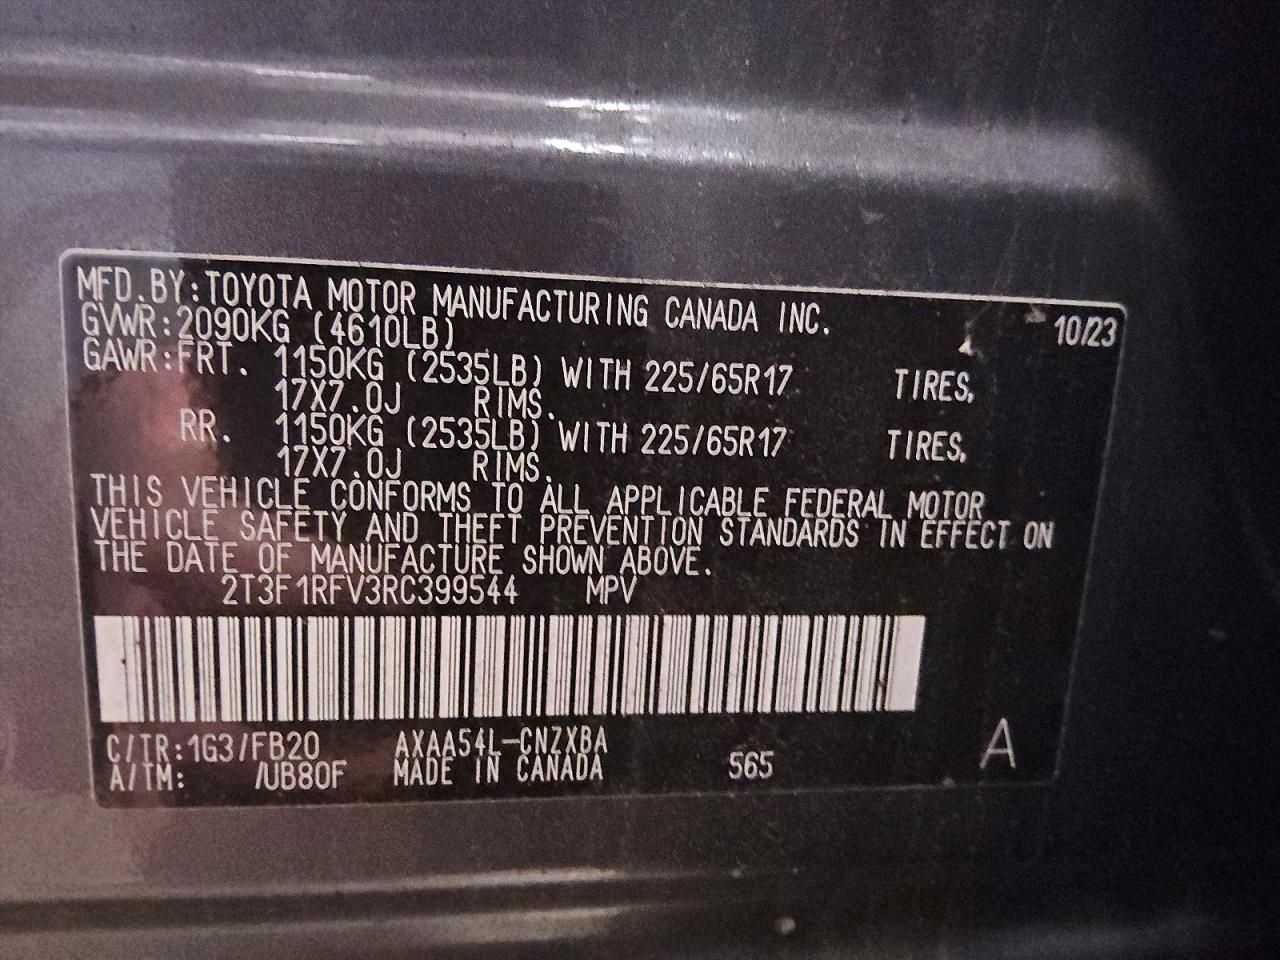 MFD.BY:TOYOTA MOTOR MANUFACTURING CANADA INC. 10/23
GVWR:2090KG (4610LB)
GAWR:FRT. 1150KG (2535LB) WITH 225/65R17 TIRES,
17X7.0J RIMS.
RR. 1150KG (2535LB) WITH 225/65R17 TIRES,
17X7.0J RIMS.
THIS VEHICLE CONFORMS TO ALL APPLICABLE FEDERAL MOTOR
VEHICLE SAFETY AND THEFT PREVENTION STANDARDS IN EFFECT ON
THE DATE OF MANUFACTURE SHOWN ABOVE.
2T3F1RFV3RC399544 MPV
C/TR:1G3/FB20 AXAA54L-CNZXBA
A/TM: /UB80F MADE IN CANADA 565 A